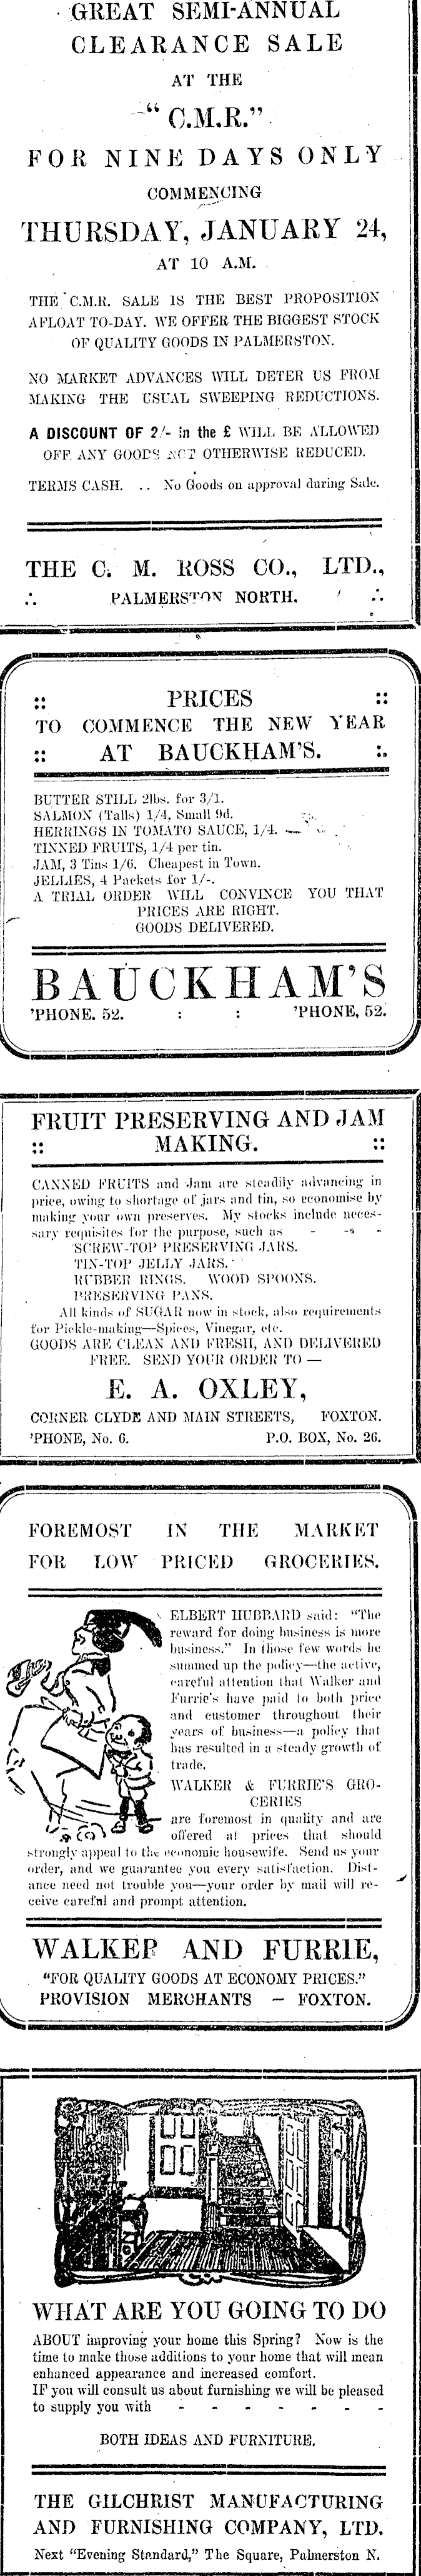 GREAT SEMI-ANNUAL
CLEARANCE SALE
AT THE
"C.M.R."
FOR NINE DAYS ONLY
COMMENCING
THURSDAY, JANUARY 24,
AT 10 A.M.
THE C.M.R. SALE IS THE BEST PROPOSITION
AFLOAT TO-DAY. WE OFFER THE BIGGEST STOCK
OF QUALITY GOODS IN PALMERSTON.
NO MARKET ADVANCES WILL DETER US FROM
MAKING THE USUAL SWEEPING REDUCTIONS.
A DISCOUNT OF 2/- in the £ WILL BE ALLOWED
OFF ANY GOODS NOT OTHERWISE REDUCED.
TERMS CASH. .. No Goods on approval during Sale.
THE C. M. ROSS CO., LTD.,
∴ PALMERSTON NORTH. ∴
:: PRICES ::
TO COMMENCE THE NEW YEAR
:: AT BAUCKHAM'S. :.
BUTTER STILL 2lbs. for 3/1.
SALMON (Talls) 1/4, Small 9d.
HERRINGS IN TOMATO SAUCE, 1/4.
TINNED FRUITS, 1/4 per tin.
JAM, 3 Tins 1/6. Cheapest in Town.
JELLIES, 4 Packets for 1/-.
A TRIAL ORDER WILL CONVINCE YOU THAT
PRICES ARE RIGHT.
GOODS DELIVERED.
BAUCKHAM'S
'PHONE. 52. : : 'PHONE, 52.
FRUIT PRESERVING AND JAM
:: MAKING. ::
CANNED FRUITS and Jam are steadily advancing in
price, owing to shortage of jars and tin, so economise by
making your own preserves. My stocks include neces-
sary requisites for the purpose, such as - - -
SCREW-TOP PRESERVING JARS.
TIN-TOP JELLY JARS.
RUBBER RINGS. WOOD SPOONS.
PRESERVING PANS.
All kinds of SUGAR now in stock, also requirements
for Pickle-making—Spices, Vinegar, etc.
GOODS ARE CLEAN AND FRESH, AND DELIVERED
FREE. SEND YOUR ORDER TO —
E. A. OXLEY,
CORNER CLYDE AND MAIN STREETS, FOXTON.
'PHONE, No. 6. P.O. BOX, No. 26.
FOREMOST IN THE MARKET
FOR LOW PRICED GROCERIES.
ELBERT HUBBARD said: "The
reward for doing business is more
business." In those few words he
summed up the policy—the active,
careful attention that Walker and
Furrie's have paid to both price
and customer throughout their
years of business—a policy that
has resulted in a steady growth of
trade.
WALKER & FURRIE'S GRO-
CERIES
are foremost in quality and are
offered at prices that should
strongly appeal to the economic housewife. Send us your
order, and we guarantee you every satisfaction. Dist-
ance need not trouble you—your order by mail will re-
ceive careful and prompt attention.
WALKER AND FURRIE,
"FOR QUALITY GOODS AT ECONOMY PRICES."
PROVISION MERCHANTS — FOXTON.
WHAT ARE YOU GOING TO DO
ABOUT improving your home this Spring? Now is the
time to make those additions to your home that will mean
enhanced appearance and increased comfort.
IF you will consult us about furnishing we will be pleased
to supply you with - - - - - - -
BOTH IDEAS AND FURNITURE.
THE GILCHRIST MANUFACTURING
AND FURNISHING COMPANY, LTD.
Next "Evening Standard," The Square, Palmerston N.